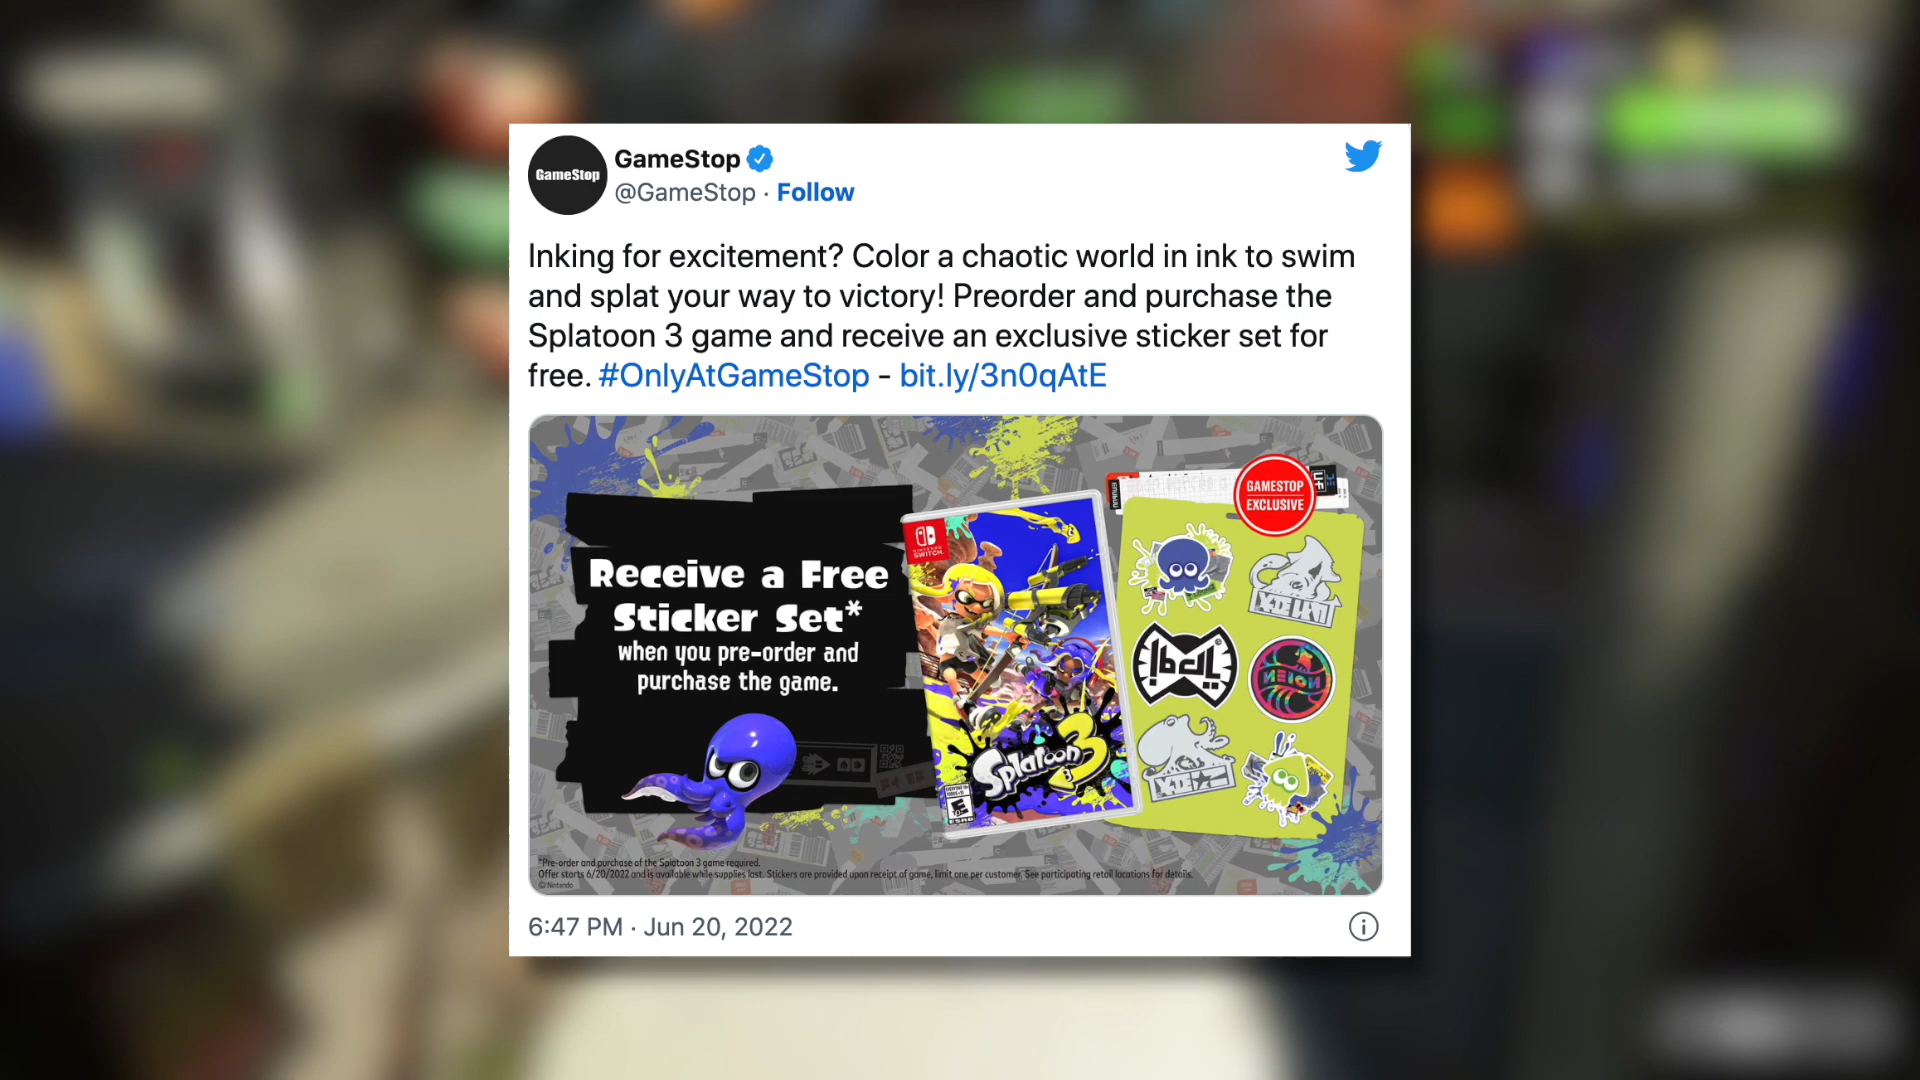 GameStop
GameStop
@GameStop · Follow
Inking for excitement? Color a chaotic world in ink to swim
and splat your way to victory! Preorder and purchase the
Splatoon 3 game and receive an exclusive sticker set for
free. #OnlyAtGameStop - bit.ly/3n0qAtE
GAMESTOP
EXCLUSIVE
Receive a Free
Sticker Set*
when you pre-order and
purchase the game.
NINTENDO
SWITCH
Splatoon 3
E
ESRB
*Pre-order and purchase of the Splatoon 3 game required.
Offer starts 6/20/2022 and is available while supplies last. Stickers are provided upon receipt of game, limit one per customer. See participating retail locations for details.
© Nintendo
6:47 PM · Jun 20, 2022